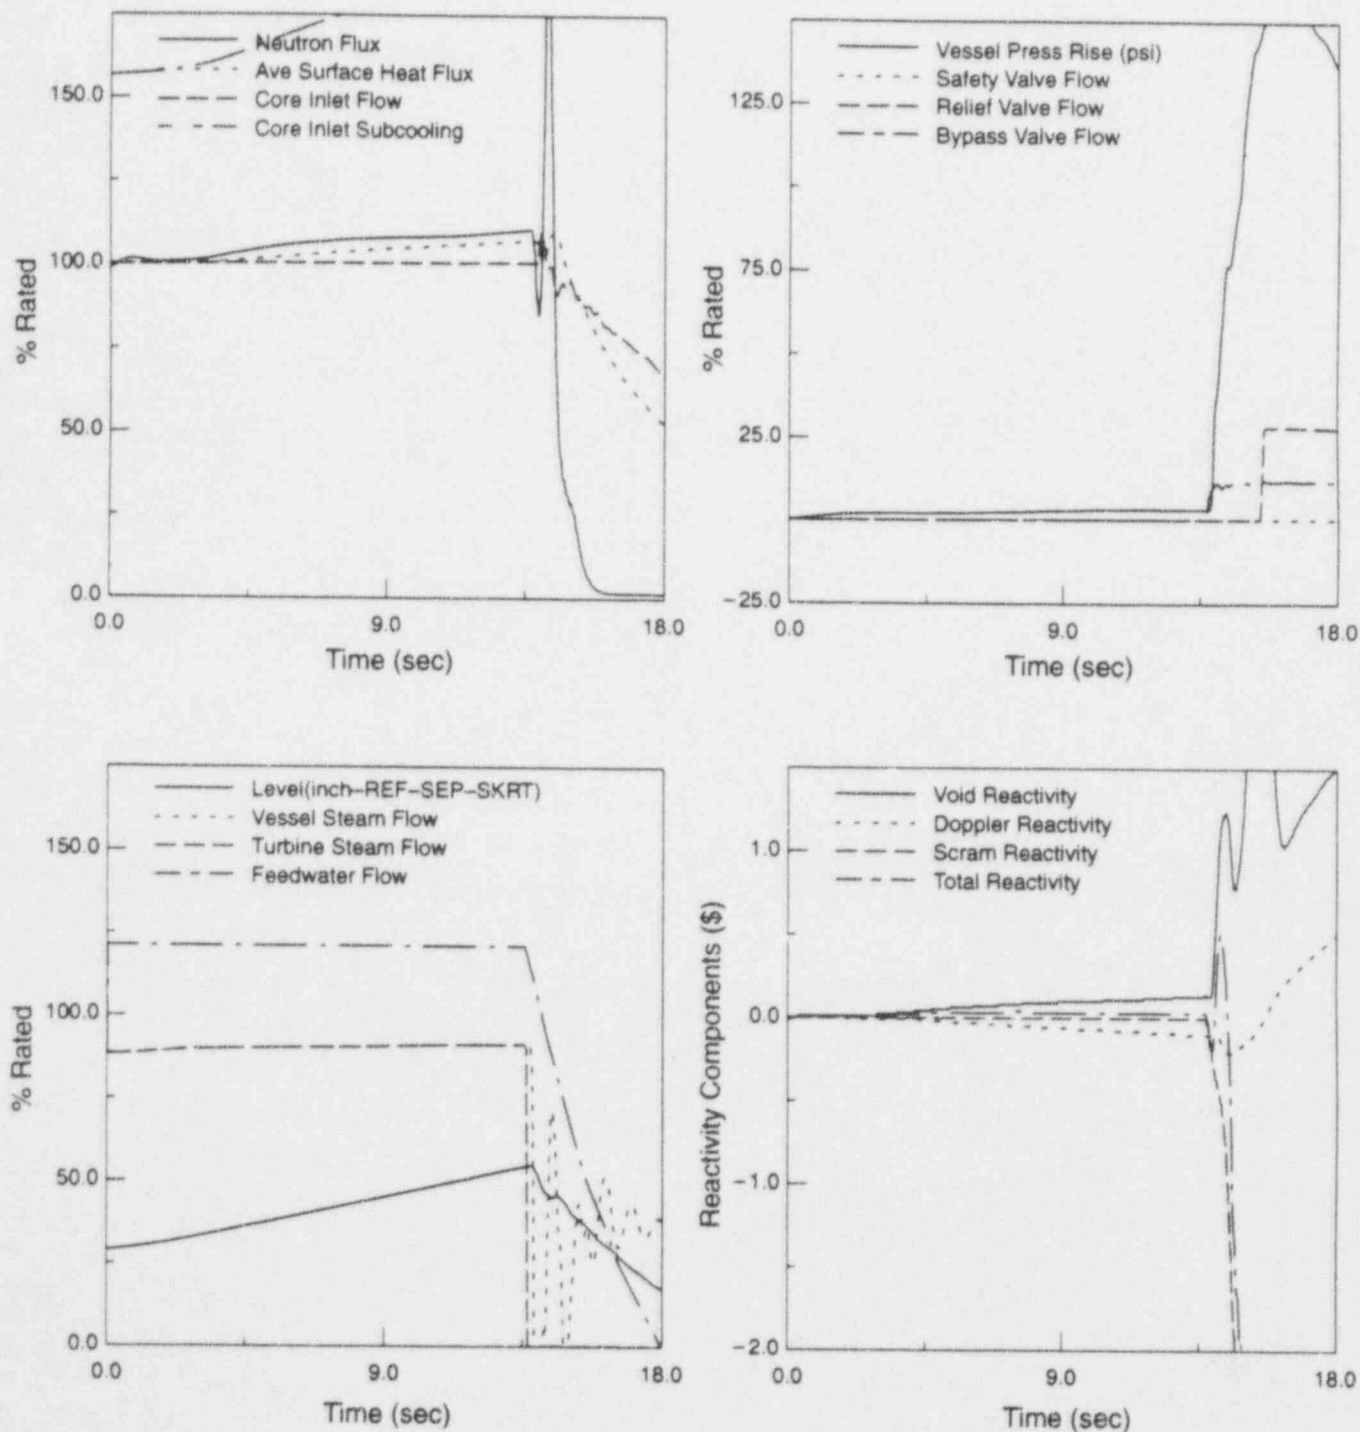 Neutron Flux
Ave Surface Heat Flux
Core Inlet Flow
Core Inlet Subcooling
150.0
100.0
50.0
0.0
% Rated
0.0
9.0
18.0
Time (sec)
Vessel Press Rise (psi)
Safety Valve Flow
Relief Valve Flow
Bypass Valve Flow
125.0
75.0
25.0
−25.0
% Rated
0.0
9.0
18.0
Time (sec)
Level(inch-REF-SEP-SKRT)
Vessel Steam Flow
Turbine Steam Flow
Feedwater Flow
150.0
100.0
50.0
0.0
% Rated
0.0
9.0
18.0
Time (sec)
Void Reactivity
Doppler Reactivity
Scram Reactivity
Total Reactivity
1.0
0.0
−1.0
−2.0
Reactivity Components ($)
0.0
9.0
18.0
Time (sec)